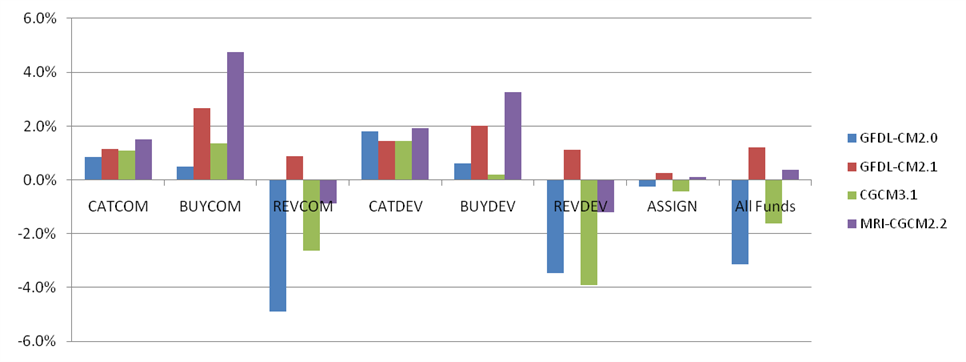 6.0%
4.0%
2.0%
0.0%
-2.0%
-4.0%
-6.0%
CATCOM BUYCOM REVCOM CATDEV BUYDEV REVDEV ASSIGN All Funds
GFDL-CM2.0
GFDL-CM2.1
CGCM3.1
MRI-CGCM2.2